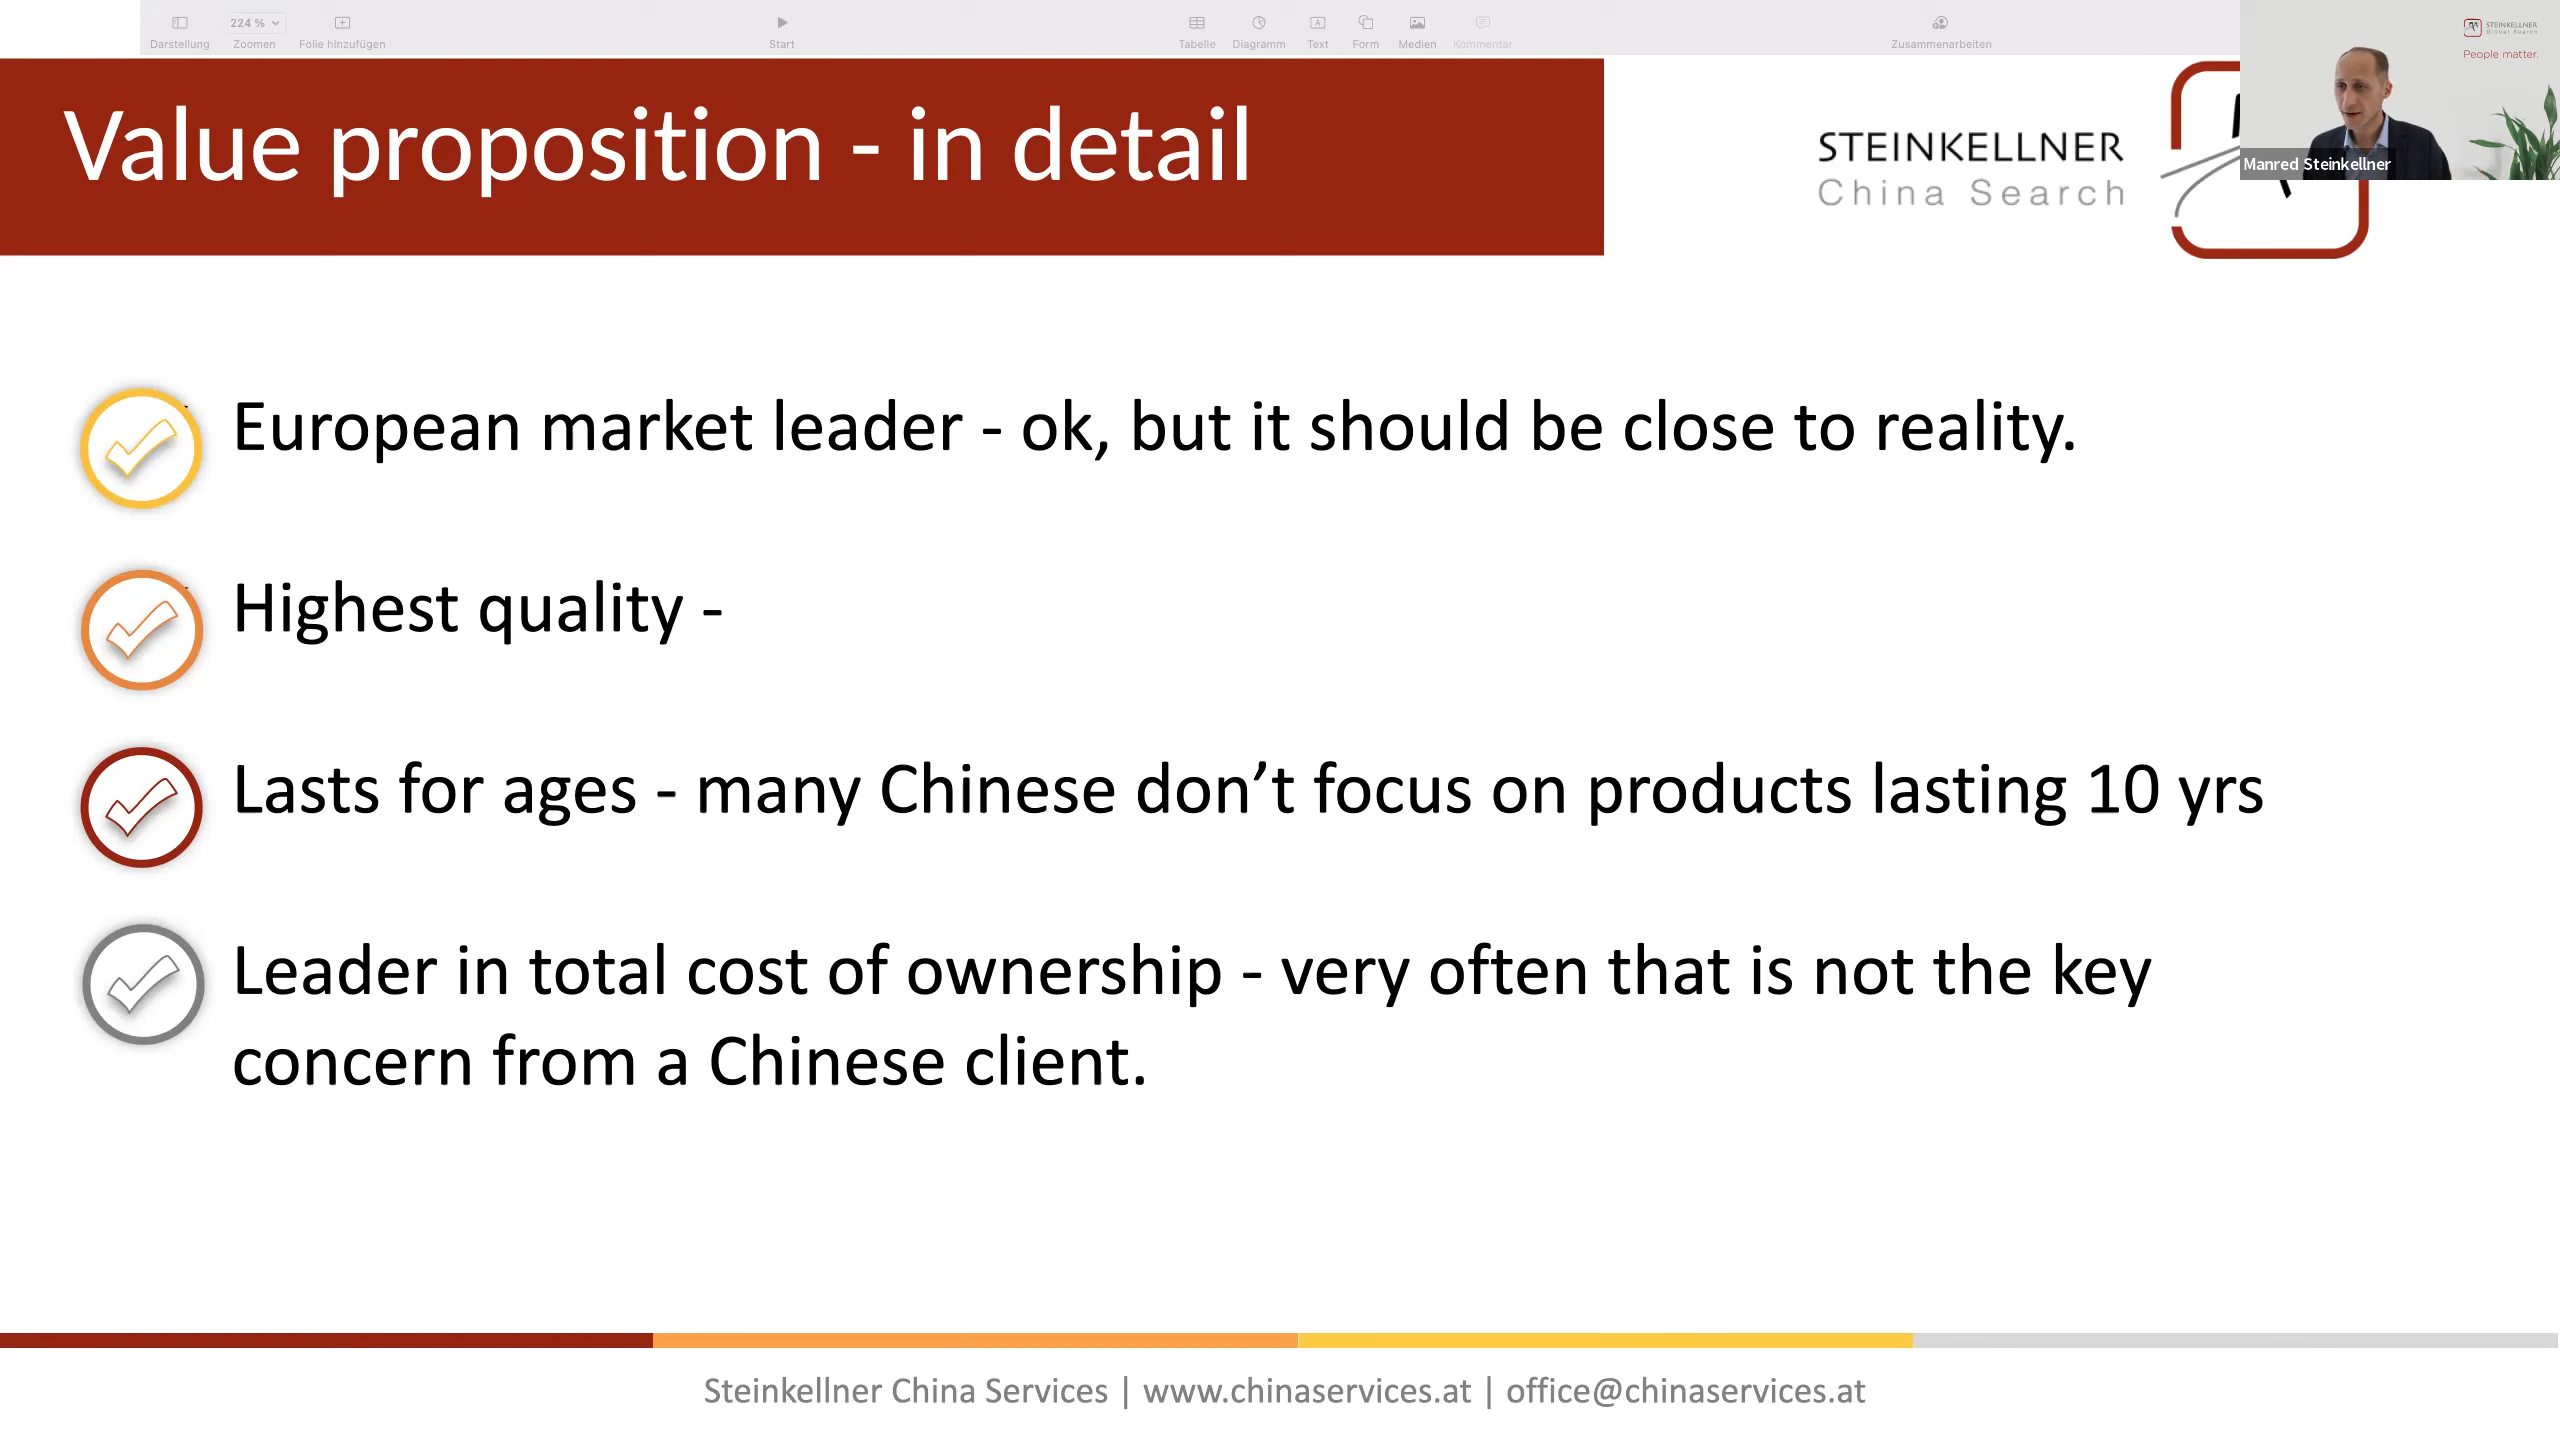 224 %
Darstellung Zoomen Folie hinzufügen Start Tabelle Diagramm Text Form Medien Kommentar Zusammenarbeiten
STEINKELLNER
Global Search
People matter.
Manred Steinkellner
Value proposition - in detail
STEINKELLNER
China Search
European market leader - ok, but it should be close to reality.
Highest quality -
Lasts for ages - many Chinese don’t focus on products lasting 10 yrs
Leader in total cost of ownership - very often that is not the key
concern from a Chinese client.
Steinkellner China Services | www.chinaservices.at | office@chinaservices.at